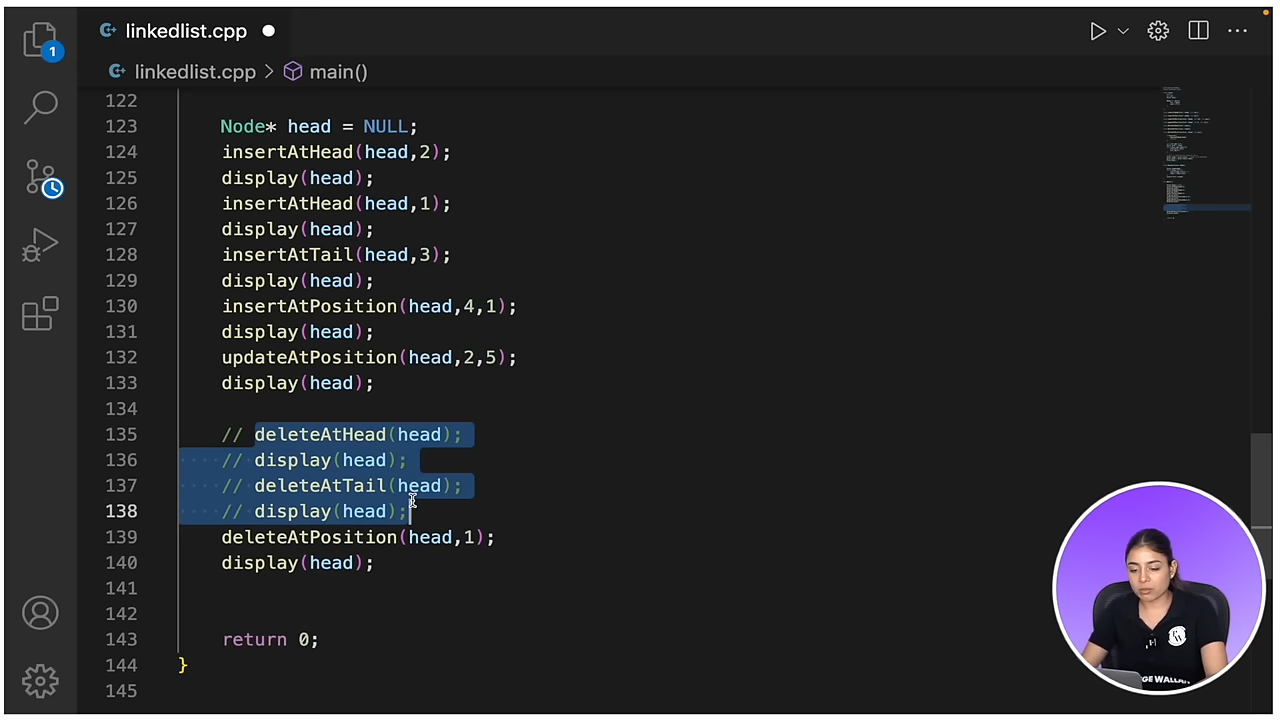 linkedlist.cpp
1
linkedlist.cpp > main()
122
123 Node* head = NULL;
124 insertAtHead(head,2);
125 display(head);
126 insertAtHead(head,1);
127 display(head);
128 insertAtTail(head,3);
129 display(head);
130 insertAtPosition(head,4,1);
131 display(head);
132 updateAtPosition(head,2,5);
133 display(head);
134
135 // deleteAtHead(head);
136 // display(head);
137 // deleteAtTail(head);
138 // display(head);
139 deleteAtPosition(head,1);
140 display(head);
141
142
143 return 0;
144 }
145